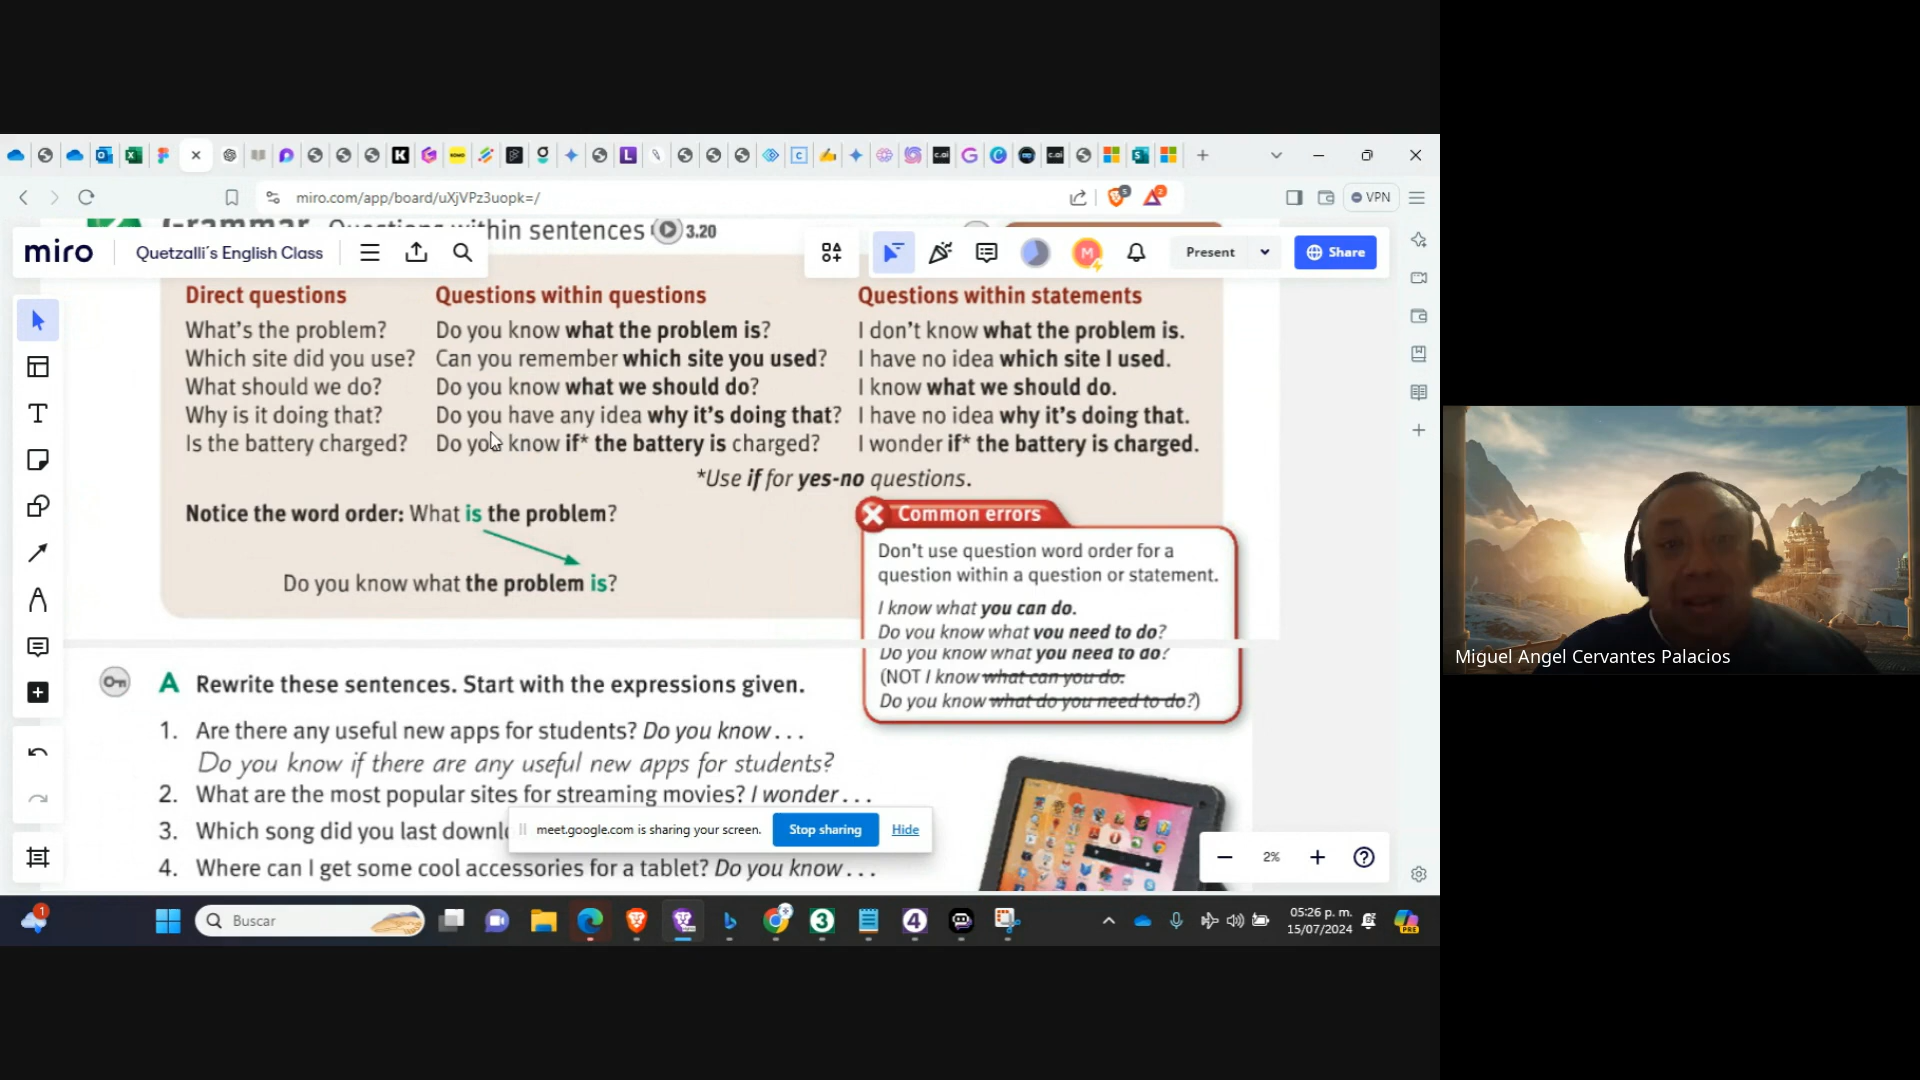 miro.com/app/board/uXjVPz3uopk=/
VPN
Grammar Questions within sentences 3.20
miro
Quetzalli´s English Class
Present
Share
Direct questions
What's the problem?
Which site did you use?
What should we do?
Why is it doing that?
Is the battery charged?
Questions within questions
Do you know what the problem is?
Can you remember which site you used?
Do you know what we should do?
Do you have any idea why it's doing that?
Do you know if* the battery is charged?
Questions within statements
I don't know what the problem is.
I have no idea which site I used.
I know what we should do.
I have no idea why it's doing that.
I wonder if* the battery is charged.
*Use if for yes-no questions.
Notice the word order: What is the problem?
Do you know what the problem is?
Common errors
Don't use question word order for a
question within a question or statement.
I know what you can do.
Do you know what you need to do?
Do you know what you need to do?
(NOT I know what can you do.
Do you know what do you need to do?)
A Rewrite these sentences. Start with the expressions given.
1. Are there any useful new apps for students? Do you know . . .
Do you know if there are any useful new apps for students?
2. What are the most popular sites for streaming movies? I wonder . . .
3. Which song did you last downl
4. Where can I get some cool accessories for a tablet? Do you know . . .
meet.google.com is sharing your screen.
Stop sharing
Hide
2%
Miguel Angel Cervantes Palacios
1
Buscar
05:26 p. m.
15/07/2024